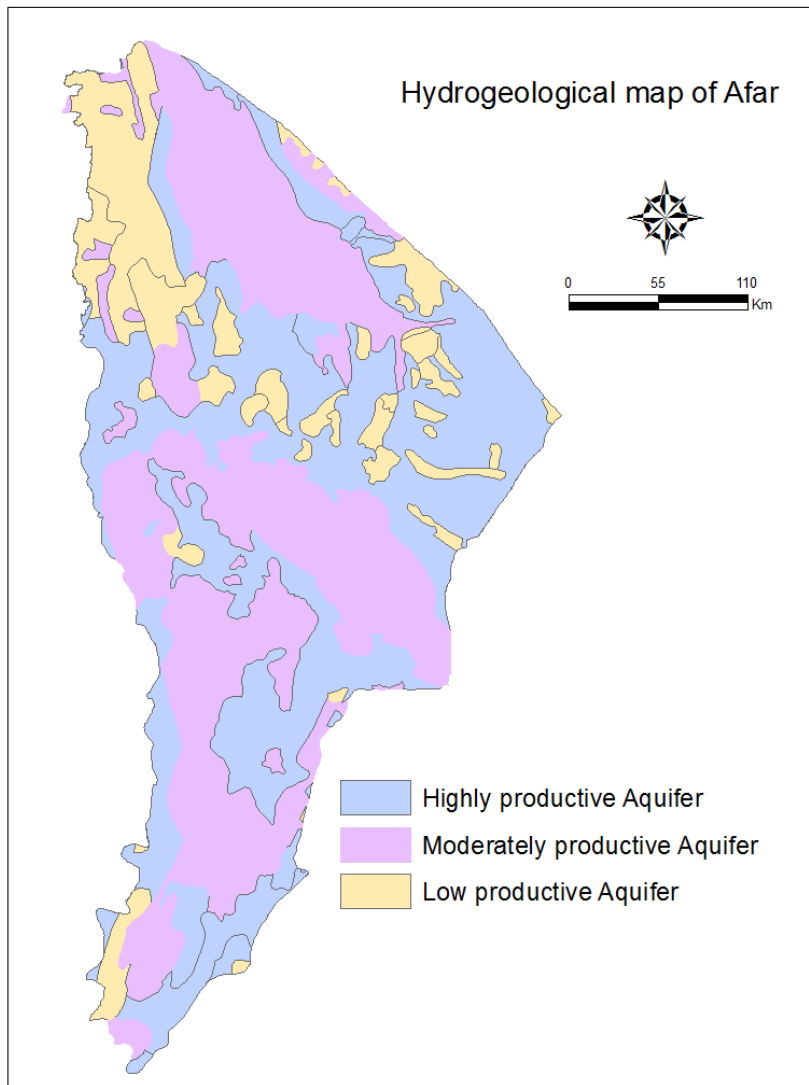 Hydrogeological map of Afar
0 55 110
Km
Highly productive Aquifer
Moderately productive Aquifer
Low productive Aquifer